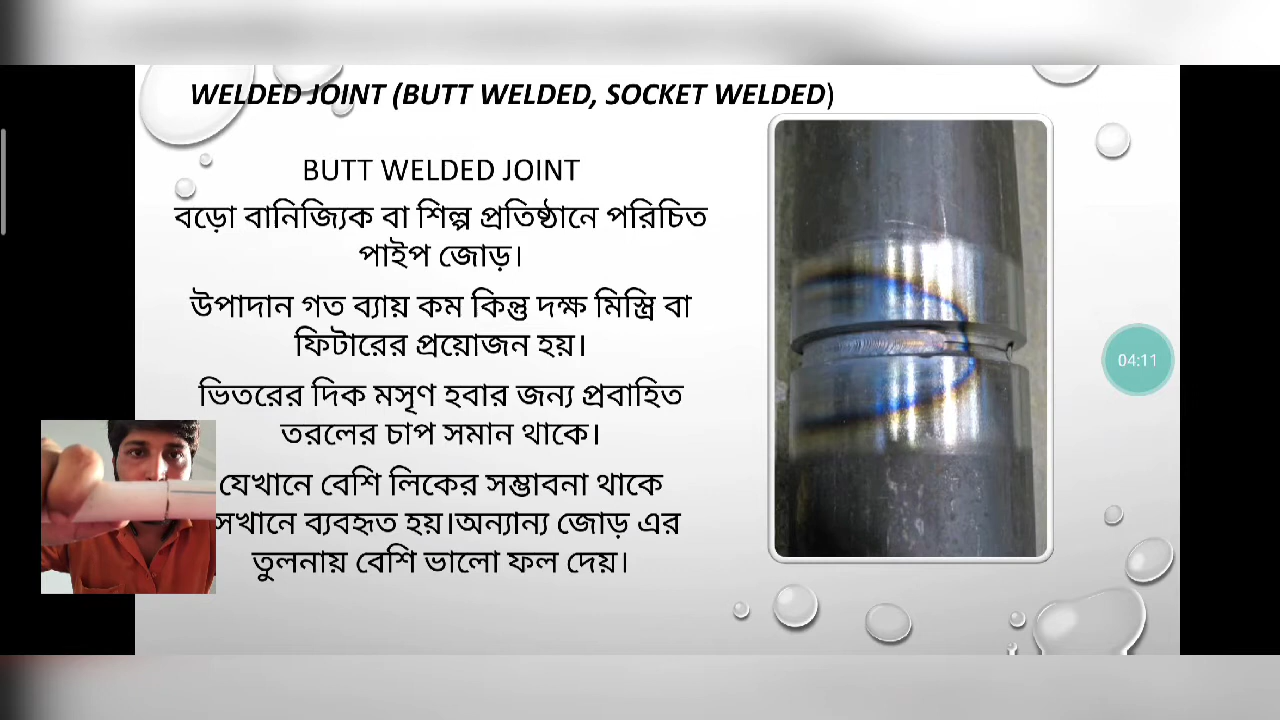 WELDED JOINT (BUTT WELDED, SOCKET WELDED)
BUTT WELDED JOINT
বড়ো বানিজ্যিক বা শিল্প প্রতিষ্ঠানে পরিচিত
পাইপ জোড়।
উপাদান গত ব্যায় কম কিন্তু দক্ষ মিস্ত্রি বা
ফিটারের প্রয়োজন হয়।
ভিতরের দিক মসৃণ হবার জন্য প্রবাহিত
তরলের চাপ সমান থাকে।
যেখানে বেশি লিকের সম্ভাবনা থাকে
ব্যবহৃত হয়।অন্যান্য জোড় এর
তুলনায় বেশি ভালো ফল দেয়।
04:11